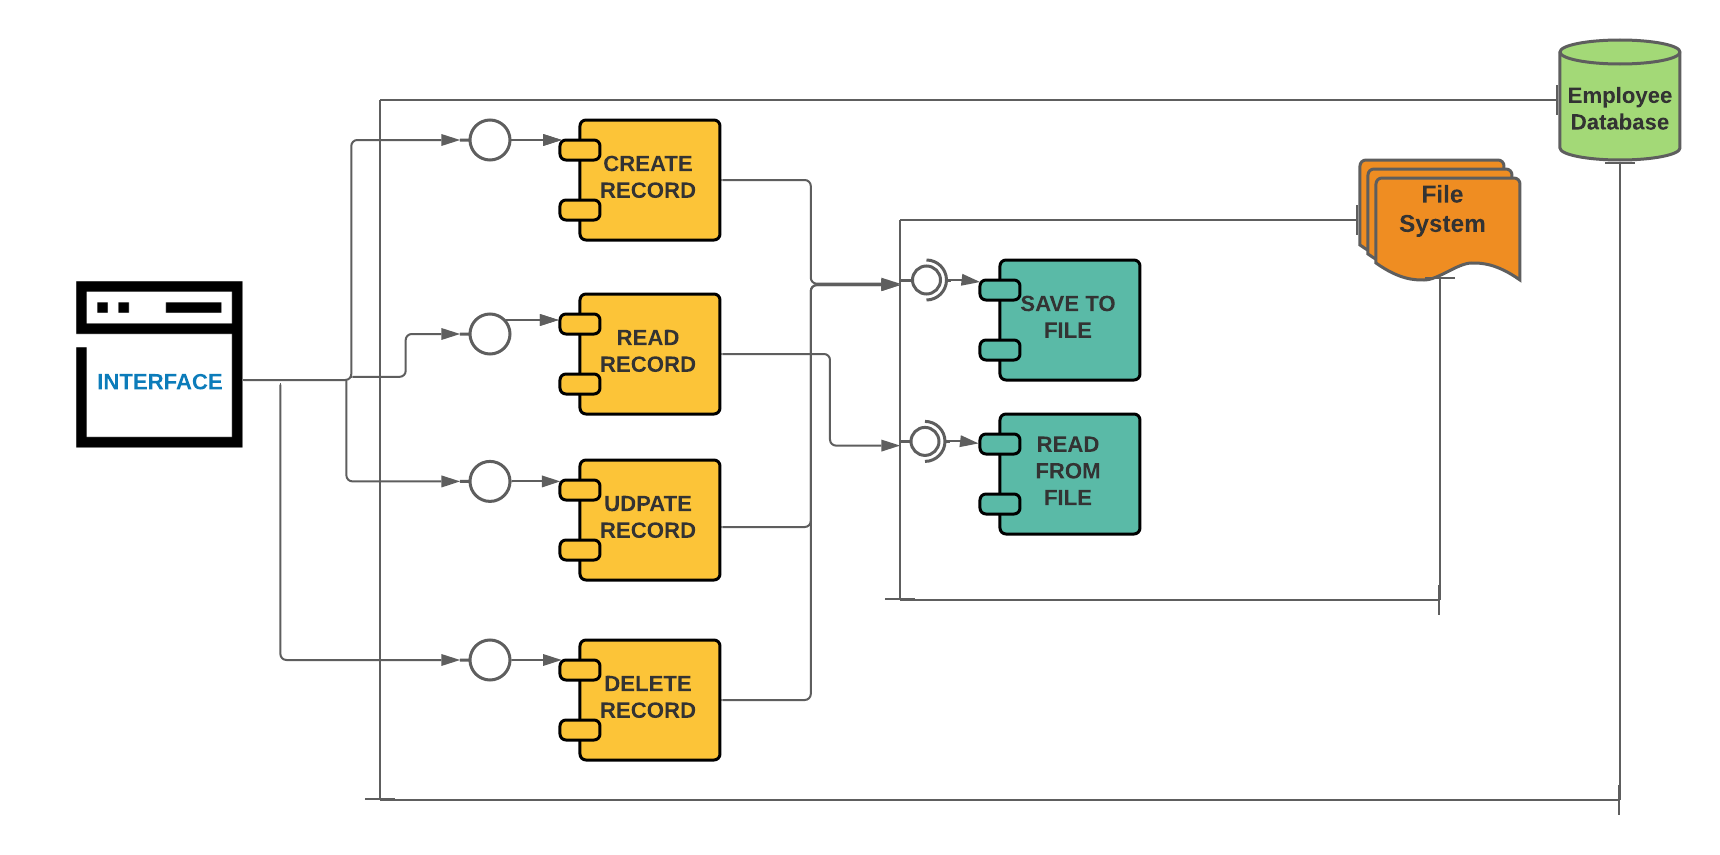 Employee
Database
File
System
CREATE
RECORD
SAVE TO
FILE
INTERFACE
READ
RECORD
READ
FROM
FILE
UDPATE
RECORD
DELETE
RECORD